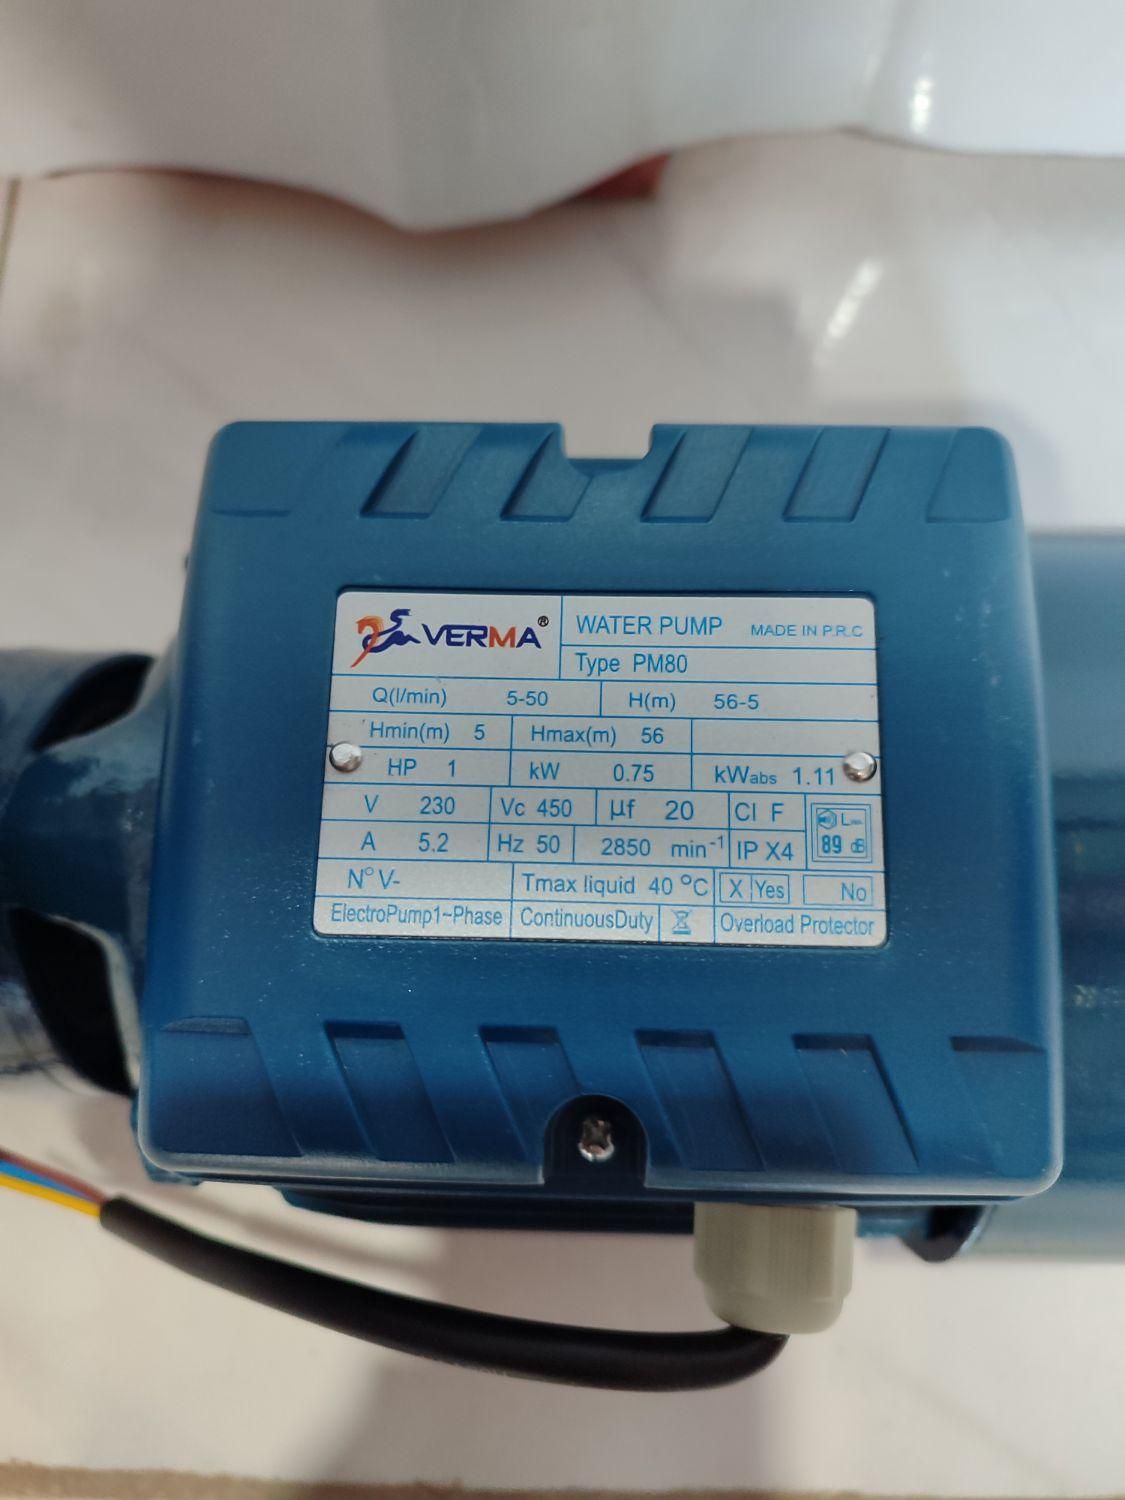 VERMA®
WATER PUMP MADE IN P.R.C
Type PM80
Q(l/min) 5-50 H(m) 56-5
Hmin(m) 5 Hmax(m) 56
HP 1 kW 0.75 kWabs 1.11
V 230 Vc 450 µf 20 Cl F
A 5.2 Hz 50 2850 min-1 IP X4 89 dB
N° V- Tmax liquid 40 °C X Yes No
ElectroPump1~Phase ContinuousDuty Overload Protector